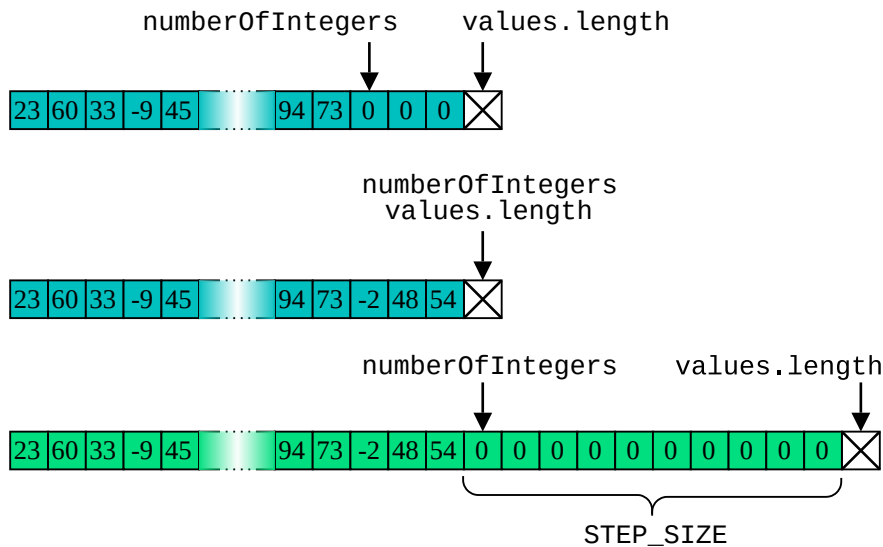 numberOfIntegers values.length
23 60 33 -9 45 ...... 94 73 0 0 0
numberOfIntegers
values.length
23 60 33 -9 45 ...... 94 73 -2 48 54
numberOfIntegers values.length
23 60 33 -9 45 ...... 94 73 -2 48 54 0 0 0 0 0 0 0 0 0 0
STEP_SIZE